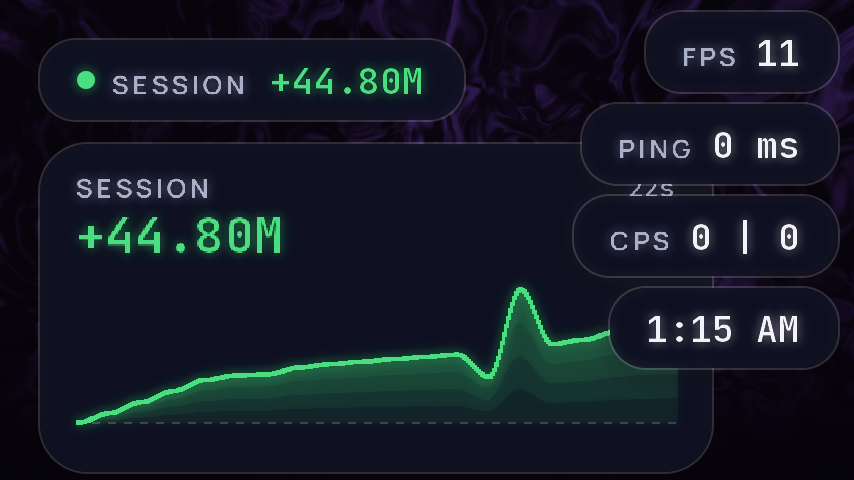 SESSION +44.80M
FPS 11
PING 0 ms
SESSION
22s
+44.80M
CPS 0 | 0
1:15 AM